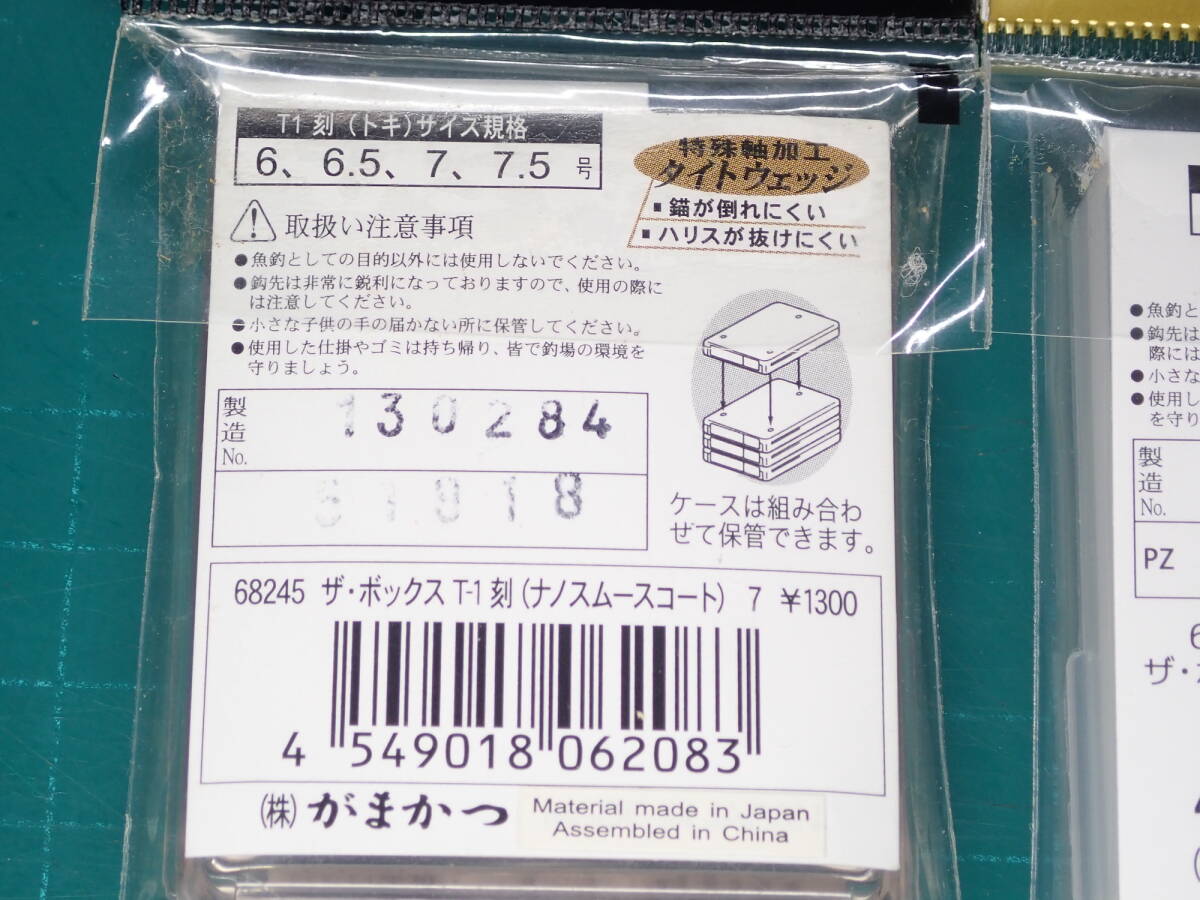 T1 刻 (トキ) サイズ規格
6、6.5、7、7.5 号
特殊軸加工
タイトウェッジ
▪錨が倒れにくい
▪ハリスが抜けにくい
⚠取扱い注意事項
●魚釣としての目的以外には使用しないでください。
●鈎先は非常に鋭利になっておりますので、使用の際に
は注意してください。
●小さな子供の手の届かない所に保管してください。
●使用した仕掛やゴミは持ち帰り、皆で釣場の環境を
守りましょう。
製造No.
130284
ケースは組み合わ
せて保管できます。
68245 ザ・ボックス T-1 刻 (ナノスムースコート) 7 ¥1300
4 549018 062083
(株) がまかつ
Material made in Japan
Assembled in China
●魚釣と
●鈎先は
際には
●小さな
●使用し
を守り
製造No.
PZ
ザ・